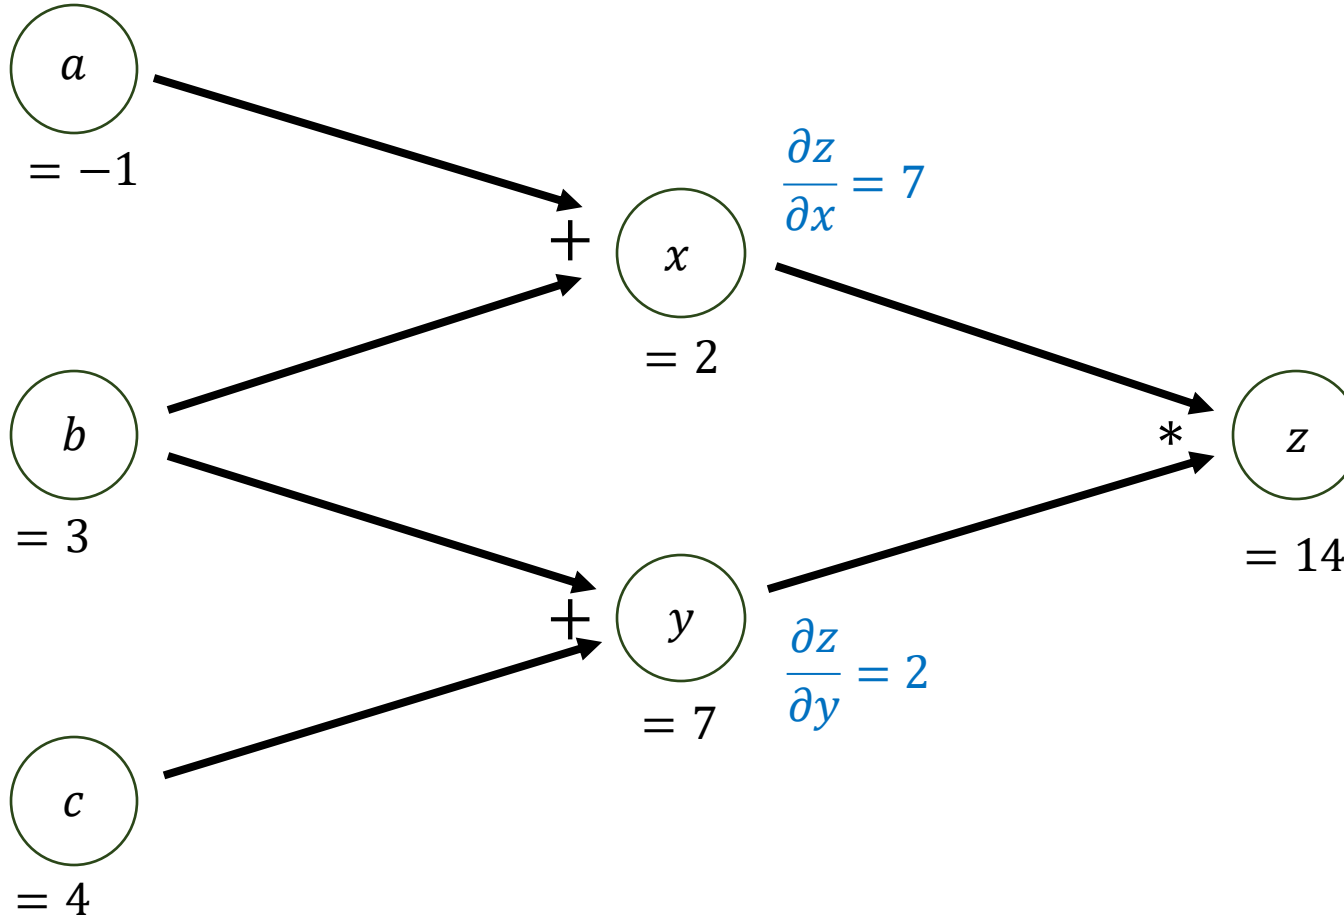 a
= −1
∂z/∂x = 7
+
x
= 2
b
= 3
*
z
= 14
+
y
= 7
∂z/∂y = 2
c
= 4